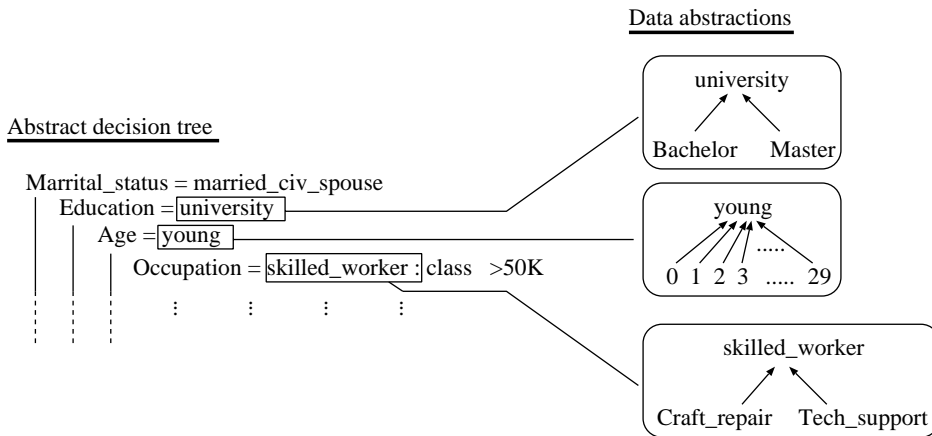 Data abstractions
university
Bachelor Master
Abstract decision tree
Marrital_status = married_civ_spouse
Education = university
Age = young
Occupation = skilled_worker : class >50K
young
.....
0 1 2 3 ..... 29
skilled_worker
Craft_repair Tech_support